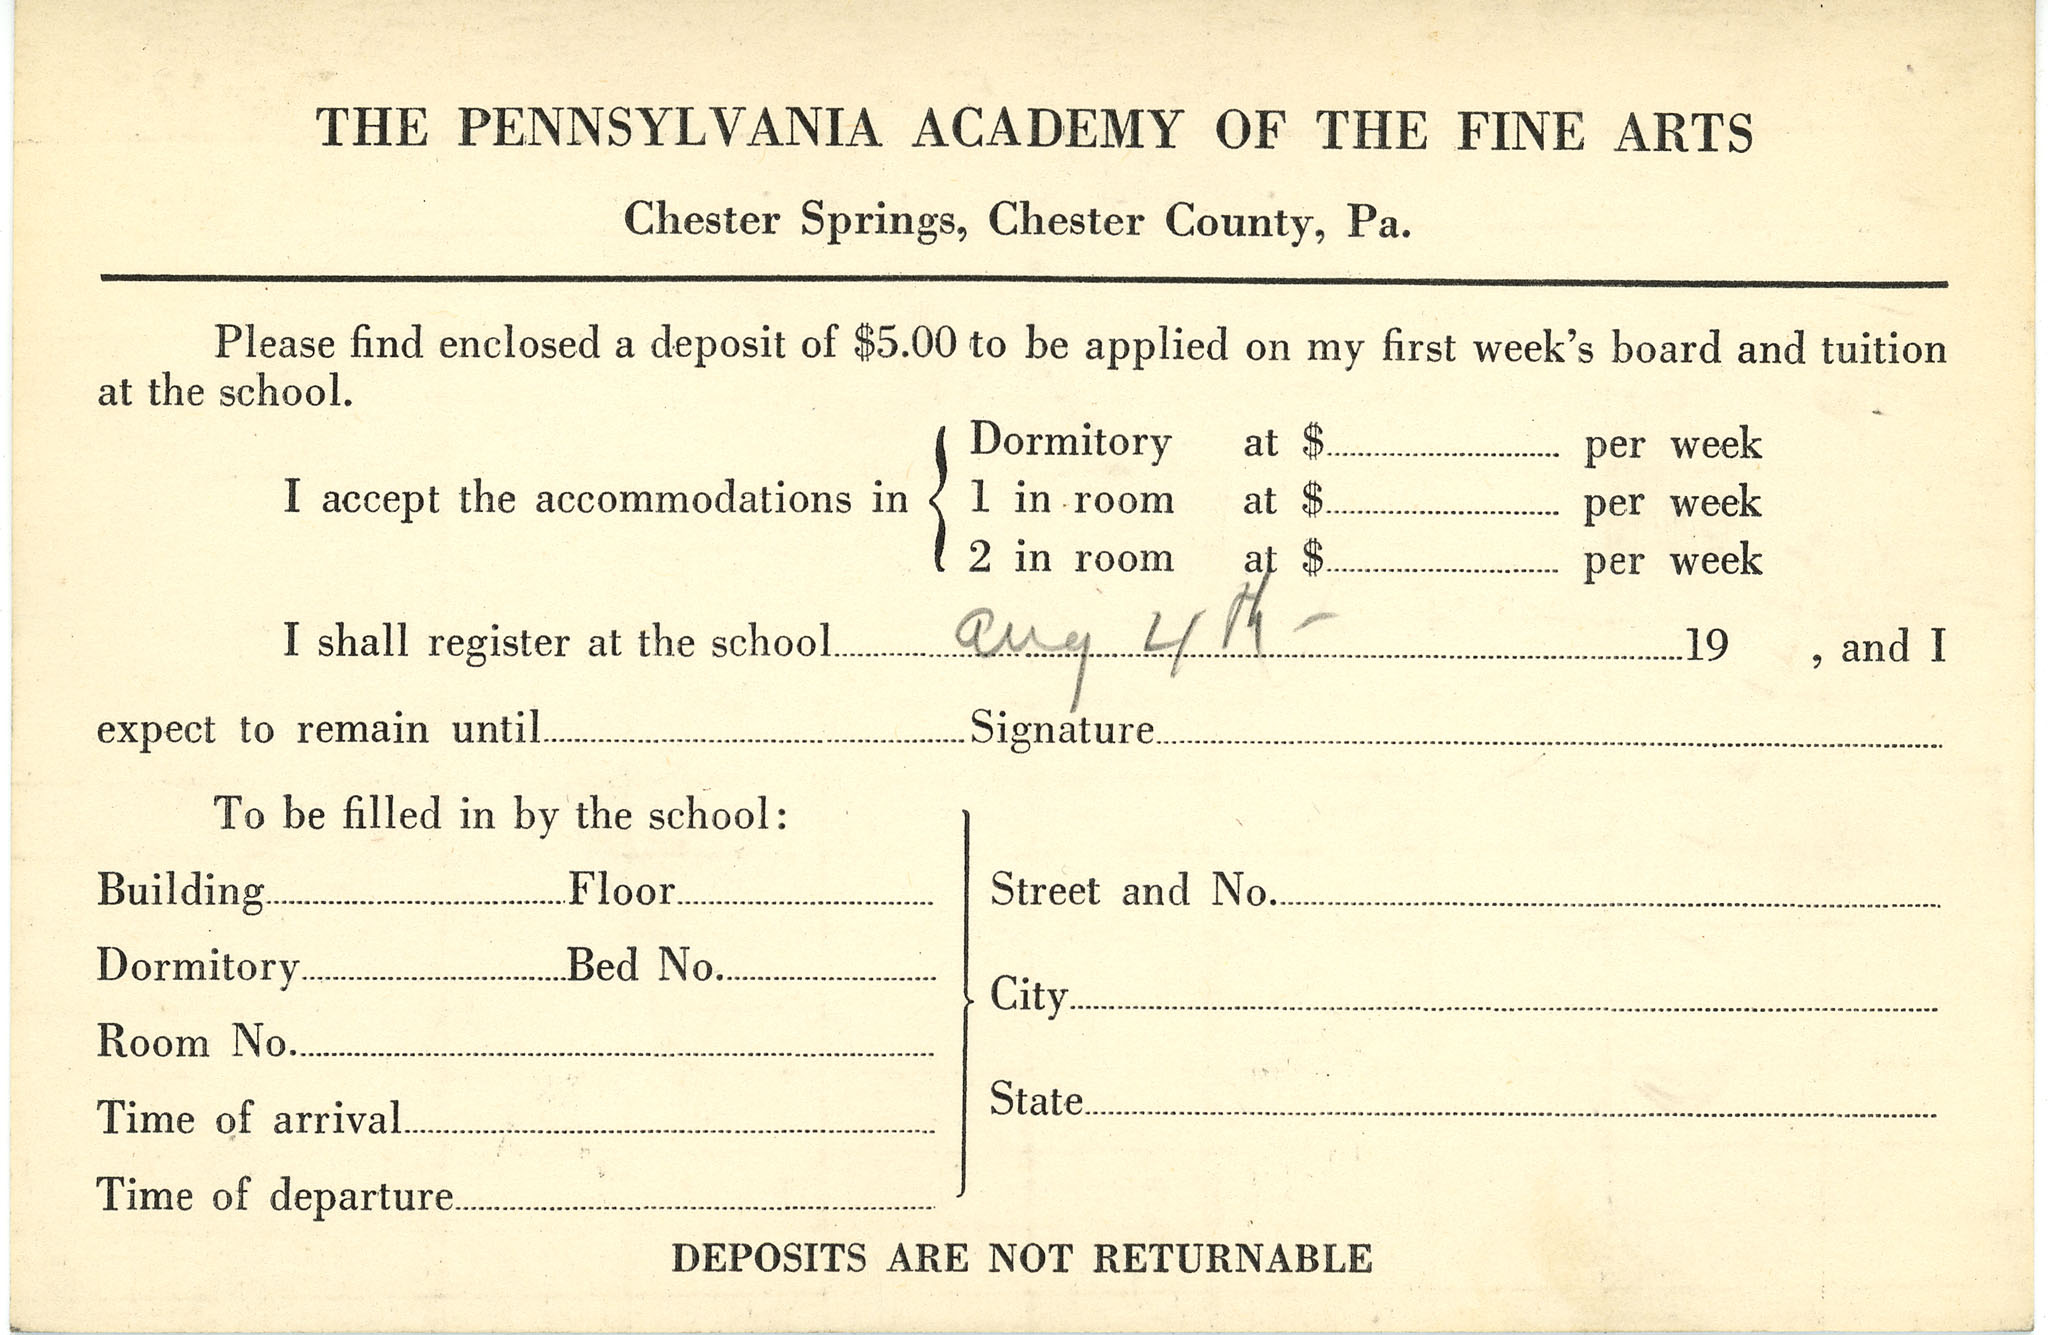 THE PENNSYLVANIA ACADEMY OF THE FINE ARTS
Chester Springs, Chester County, Pa.
Please find enclosed a deposit of $5.00 to be applied on my first week's board and tuition
at the school.
I accept the accommodations in
Dormitory at $ per week
1 in room at $ per week
2 in room at $ per week
I shall register at the school Aug 4th - 19 , and I
expect to remain until Signature
To be filled in by the school:
Building Floor
Dormitory Bed No.
Room No.
Time of arrival
Time of departure
Street and No.
City
State
DEPOSITS ARE NOT RETURNABLE